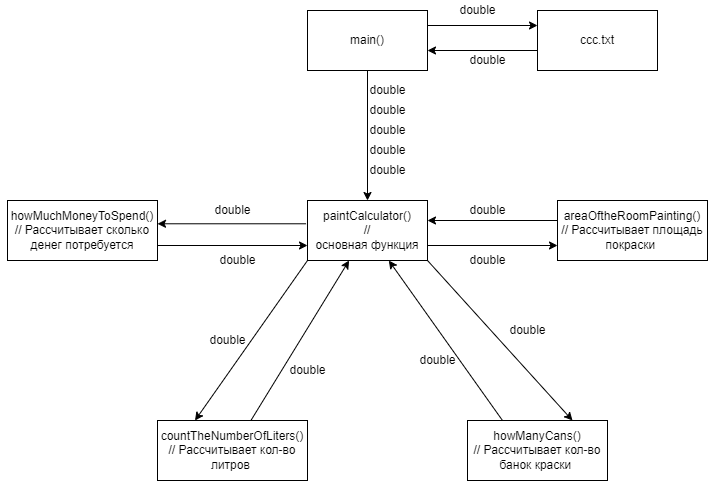 double
main()
ccc.txt
double
double
double
double
double
double
howMuchMoneyToSpend()
// Рассчитывает сколько
денег потребуется
double
double
paintCalculator()
//
основная функция
double
double
areaOftheRoomPainting()
// Рассчитывает площадь
покраски
double
double
double
double
countTheNumberOfLiters()
// Рассчитывает кол-во
литров
howManyCans()
// Рассчитывает кол-во
банок краски